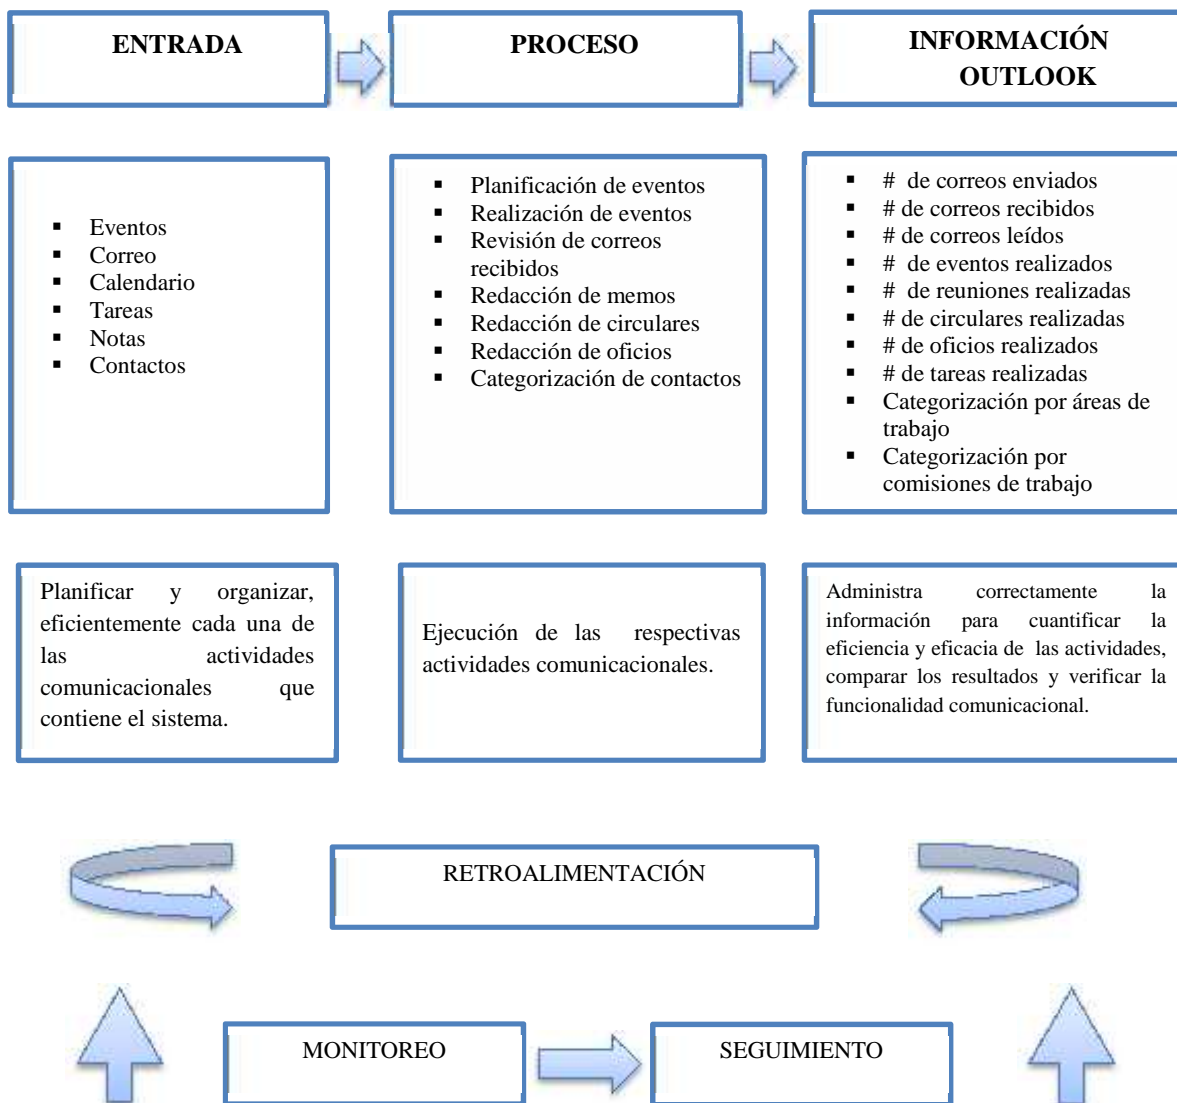 ENTRADA
PROCESO
INFORMACIÓN
OUTLOOK
▪ Eventos
▪ Correo
▪ Calendario
▪ Tareas
▪ Notas
▪ Contactos
▪ Planificación de eventos
▪ Realización de eventos
▪ Revisión de correos
recibidos
▪ Redacción de memos
▪ Redacción de circulares
▪ Redacción de oficios
▪ Categorización de contactos
▪ # de correos enviados
▪ # de correos recibidos
▪ # de correos leídos
▪ # de eventos realizados
▪ # de reuniones realizadas
▪ # de circulares realizadas
▪ # de oficios realizados
▪ # de tareas realizadas
▪ Categorización por áreas de
trabajo
▪ Categorización por
comisiones de trabajo
Planificar y organizar,
eficientemente cada una de
las actividades
comunicacionales que
contiene el sistema.
Ejecución de las respectivas
actividades comunicacionales.
Administra correctamente la
información para cuantificar la
eficiencia y eficacia de las actividades,
comparar los resultados y verificar la
funcionalidad comunicacional.
RETROALIMENTACIÓN
MONITOREO
SEGUIMIENTO